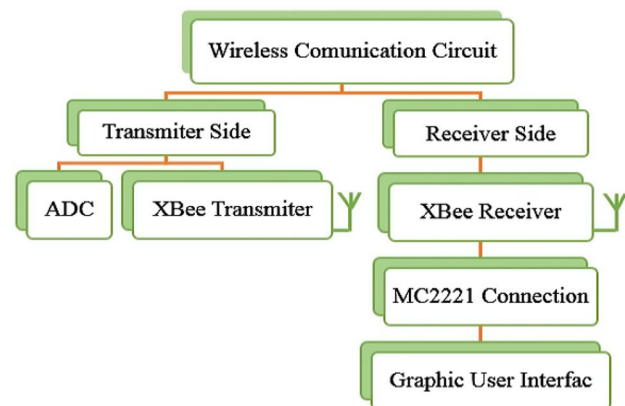 Wireless Comunication Circuit
Transmiter Side
Receiver Side
ADC
XBee Transmiter
XBee Receiver
MC2221 Connection
Graphic User Interfac